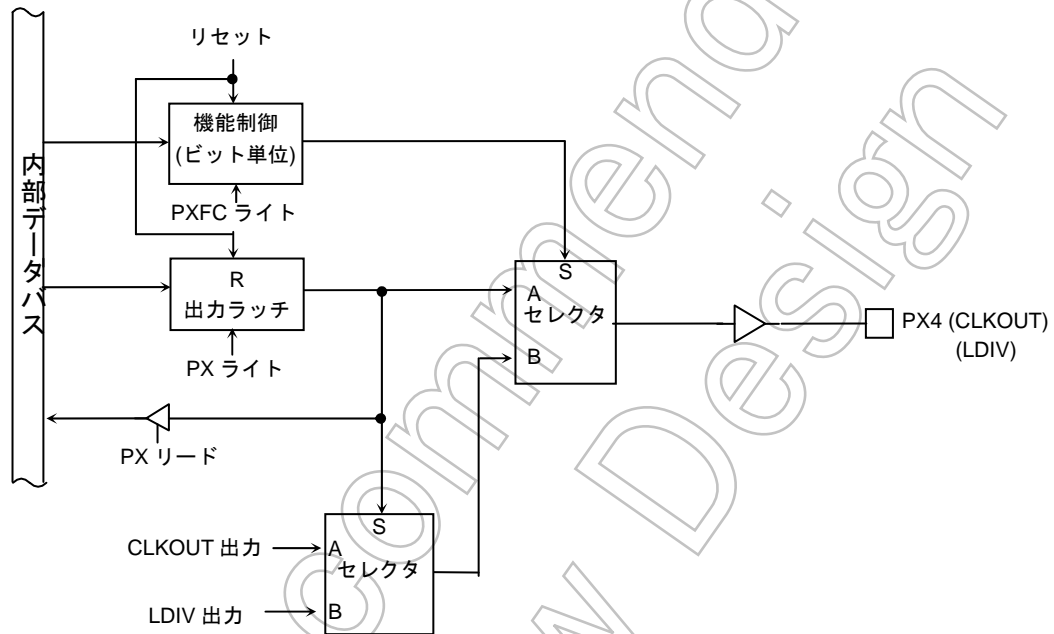 リセット
機能制御
(ビット単位)
内部データバス
PXFC ライト
R
出力ラッチ
PX ライト
S
A
セレクタ
B
PX4 (CLKOUT)
(LDIV)
PX リード
S
CLKOUT 出力
A
セレクタ
LDIV 出力
B
commend
w Design